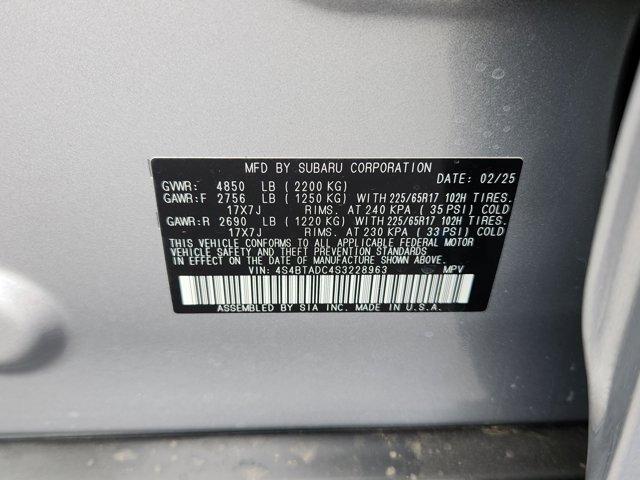 MFD BY SUBARU CORPORATION
DATE: 02/25
GVWR: 4850 LB (2200 KG)
GAWR:F 2756 LB (1250 KG) WITH 225/65R17 102H TIRES.
17X7J RIMS. AT 240 KPA (35 PSI) COLD
GAWR:R 2690 LB (1220 KG) WITH 225/65R17 102H TIRES.
17X7J RIMS. AT 230 KPA (33 PSI) COLD
THIS VEHICLE CONFORMS TO ALL APPLICABLE FEDERAL MOTOR
VEHICLE SAFETY AND THEFT PREVENTION STANDARDS
IN EFFECT ON THE DATE OF MANUFACTURE SHOWN ABOVE.
VIN: 4S4BTADC4S3228963 MPV
ASSEMBLED BY SIA INC. MADE IN U.S.A.